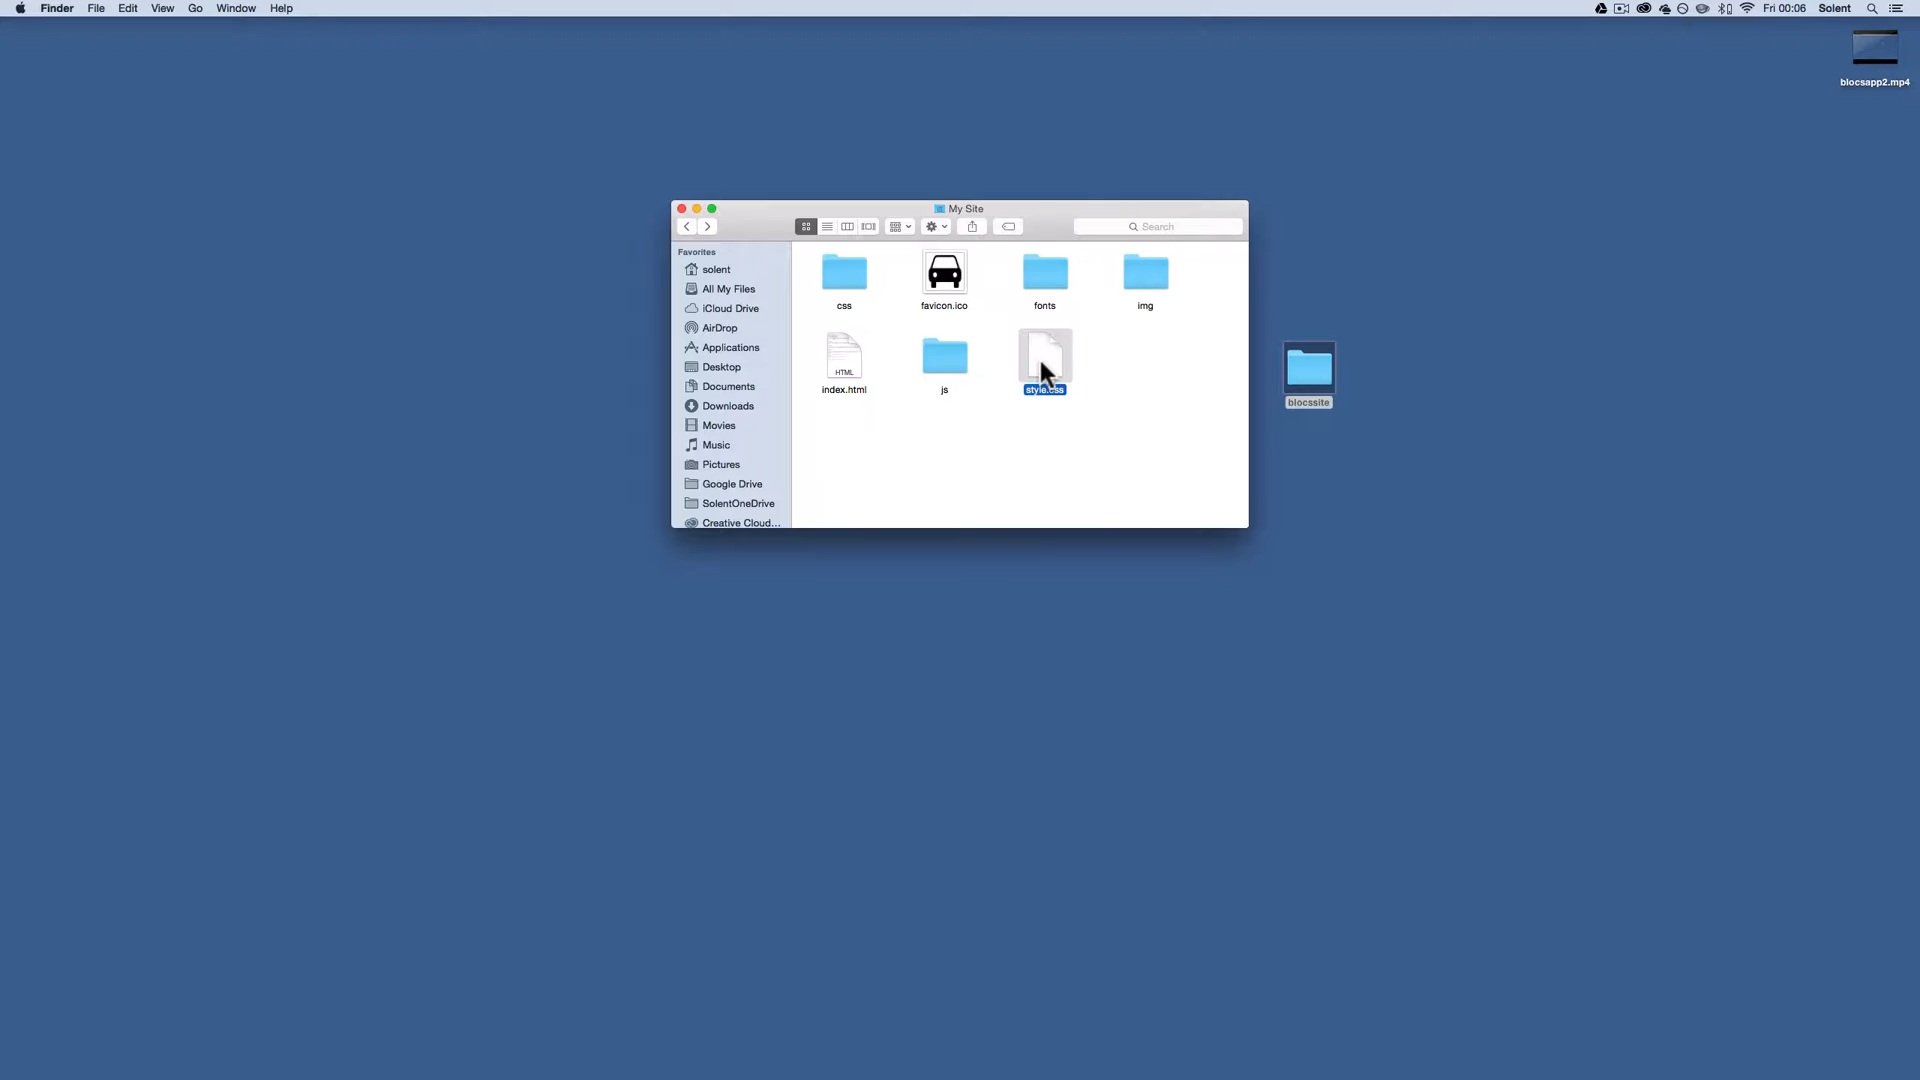 Finder File Edit View Go Window Help Fri 00:06 Solent
blocsapp2.mp4
My Site
Search
Favorites
solent
All My Files
iCloud Drive
AirDrop
Applications
Desktop
Documents
Downloads
Movies
Music
Pictures
Google Drive
SolentOneDrive
Creative Cloud...
css favicon.ico fonts img
HTML
index.html js style.css
blocssite